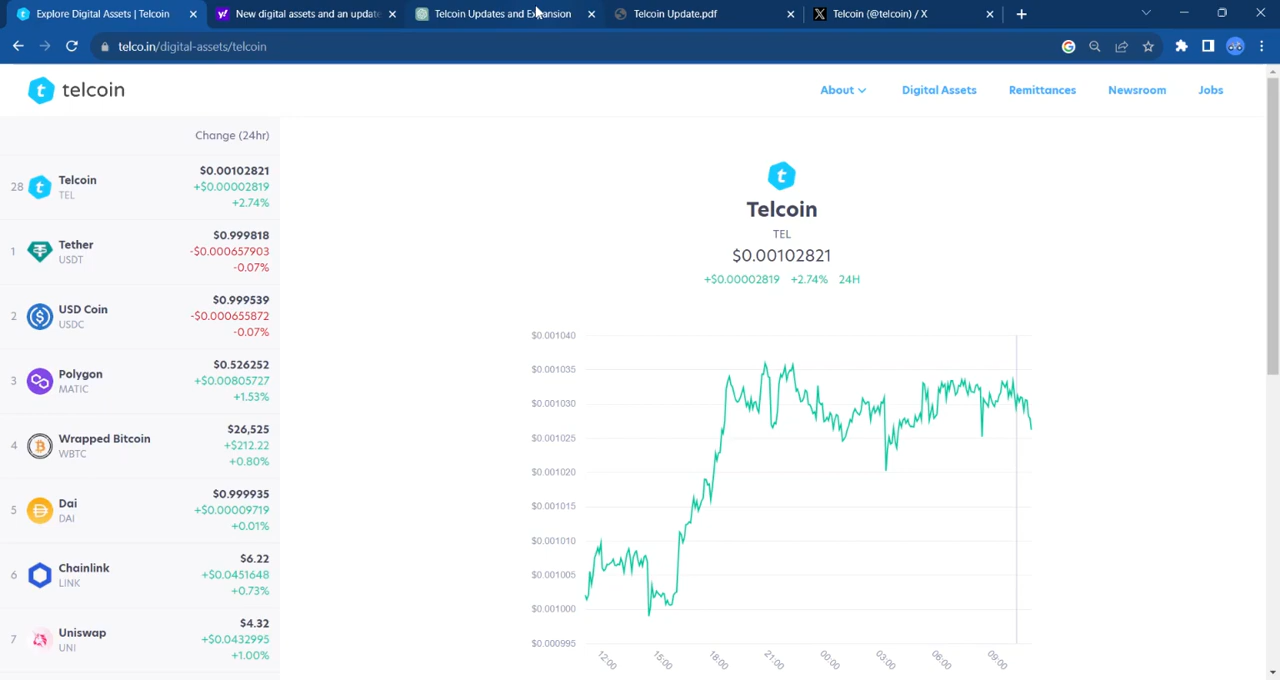 Explore Digital Assets | Telcoin
New digital assets and an update
Telcoin Updates and Expansion
Telcoin Update.pdf
Telcoin (@telcoin) / X
telco.in/digital-assets/telcoin
telcoin
About
Digital Assets
Remittances
Newsroom
Jobs
Change (24hr)
28
Telcoin
TEL
$0.00102821
+$0.00002819
+2.74%
1
Tether
USDT
$0.999818
-$0.000657903
-0.07%
2
USD Coin
USDC
$0.999539
-$0.000655872
-0.07%
3
Polygon
MATIC
$0.526252
+$0.00805727
+1.53%
4
Wrapped Bitcoin
WBTC
$26,525
+$212.22
+0.80%
5
Dai
DAI
$0.999935
+$0.00009719
+0.01%
6
Chainlink
LINK
$6.22
+$0.0451648
+0.73%
7
Uniswap
UNI
$4.32
+$0.0432995
+1.00%
Telcoin
TEL
$0.00102821
+$0.00002819 +2.74% 24H
$0.001040
$0.001035
$0.001030
$0.001025
$0.001020
$0.001015
$0.001010
$0.001005
$0.001000
$0.000995
12:00 15:00 18:00 21:00 00:00 03:00 06:00 09:00